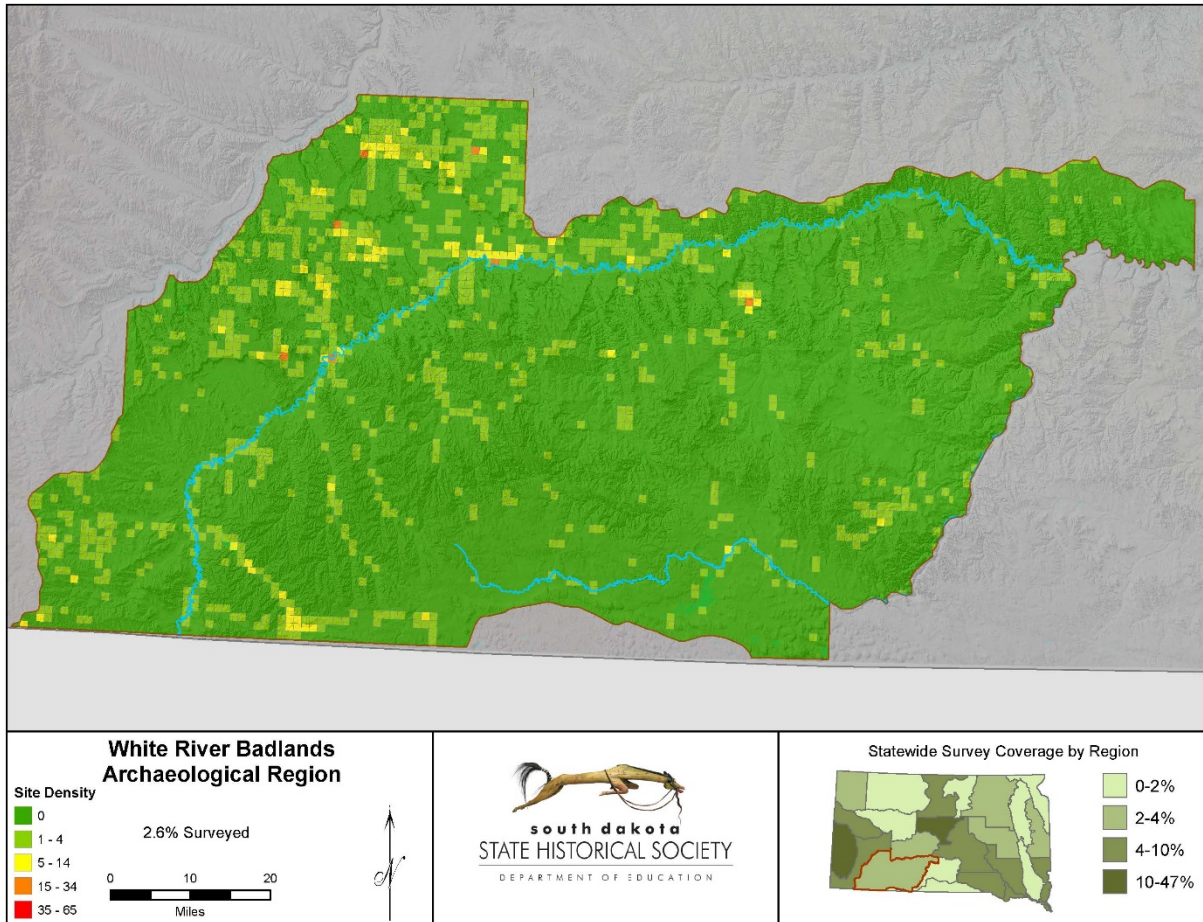 White River Badlands
Archaeological Region
Site Density
0
1 - 4
5 - 14
15 - 34
35 - 65
2.6% Surveyed
0 10 20
Miles
N
south dakota
STATE HISTORICAL SOCIETY
DEPARTMENT OF EDUCATION
Statewide Survey Coverage by Region
0-2%
2-4%
4-10%
10-47%